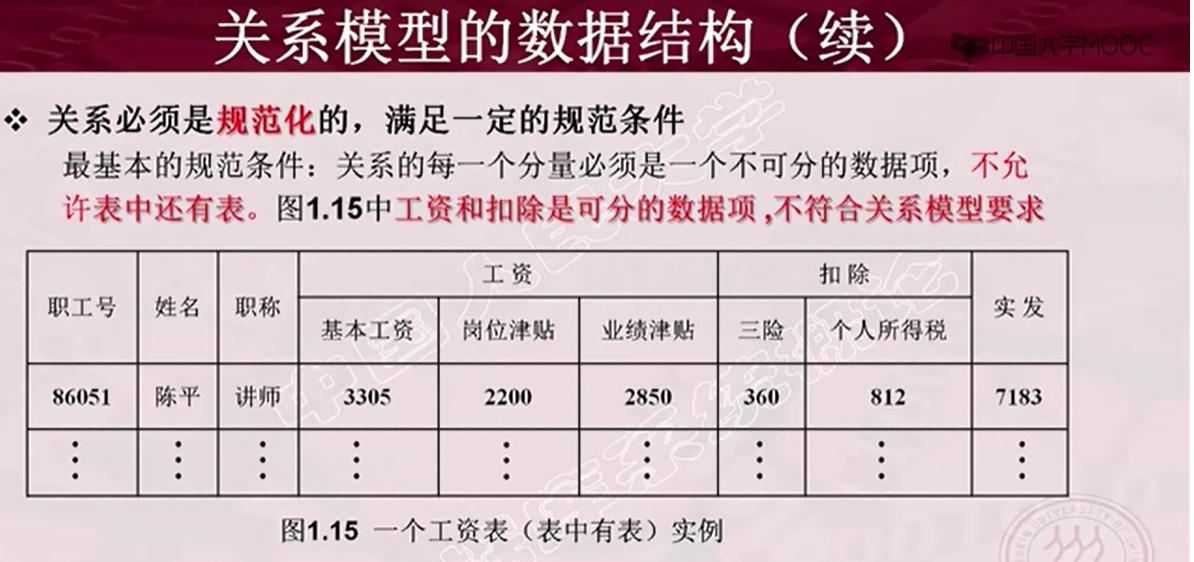 关系模型的数据结构（续）
中国大学MOOC
❖ 关系必须是规范化的，满足一定的规范条件
最基本的规范条件：关系的每一个分量必须是一个不可分的数据项，不允
许表中还有表。图1.15中工资和扣除是可分的数据项,不符合关系模型要求
职工号 姓名 职称 工资 扣除 实发
基本工资 岗位津贴 业绩津贴 三险 个人所得税
86051 陈平 讲师 3305 2200 2850 360 812 7183
⋮ ⋮ ⋮ ⋮ ⋮ ⋮ ⋮ ⋮ ⋮
图1.15 一个工资表（表中有表）实例